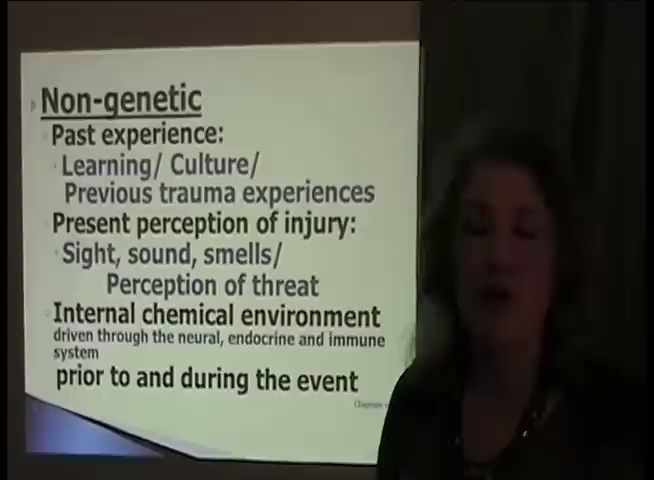 Non-genetic
Past experience:
Learning/ Culture/
Previous trauma experiences
Present perception of injury:
Sight, sound, smells/
Perception of threat
Internal chemical environment
driven through the neural, endocrine and immune
system
prior to and during the event